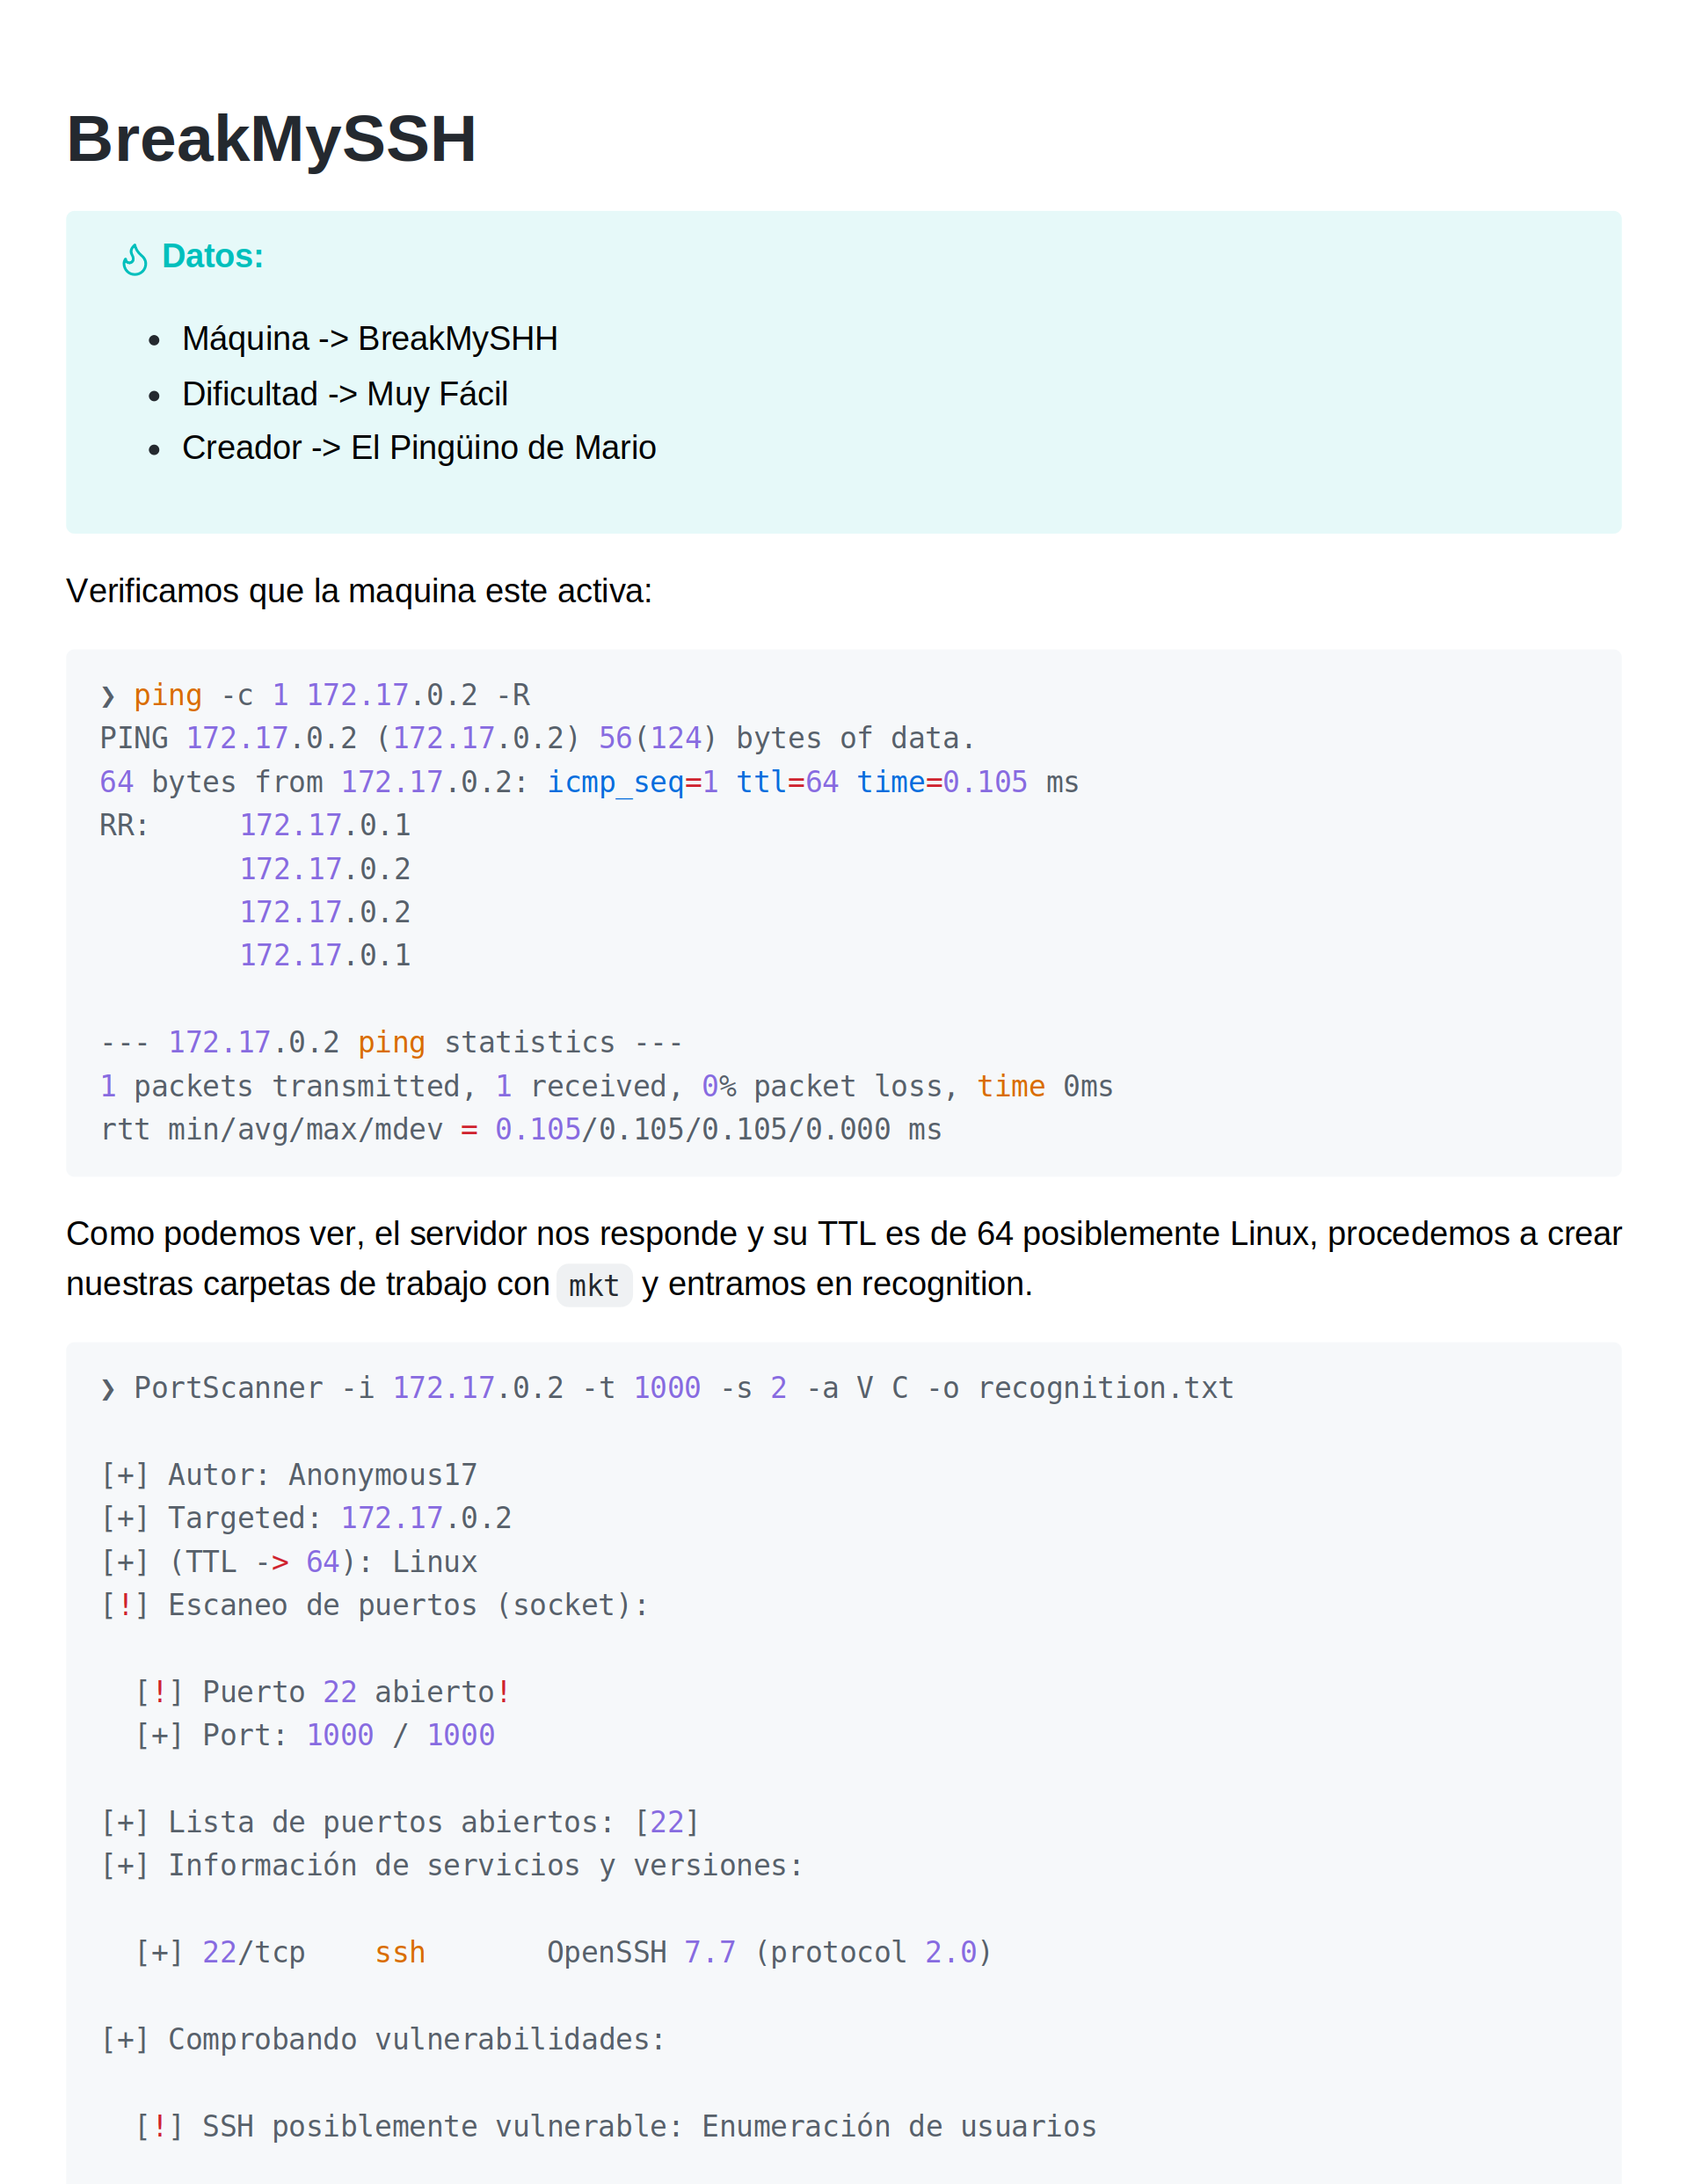 BreakMySSH
Datos:
Máquina -> BreakMySHH
Dificultad -> Muy Fácil
Creador -> El Pingüino de Mario
Verificamos que la maquina este activa:
❯ ping -c 1 172.17.0.2 -R
PING 172.17.0.2 (172.17.0.2) 56(124) bytes of data.
64 bytes from 172.17.0.2: icmp_seq=1 ttl=64 time=0.105 ms
RR:     172.17.0.1
        172.17.0.2
        172.17.0.2
        172.17.0.1
--- 172.17.0.2 ping statistics ---
1 packets transmitted, 1 received, 0% packet loss, time 0ms
rtt min/avg/max/mdev = 0.105/0.105/0.105/0.000 ms
Como podemos ver, el servidor nos responde y su TTL es de 64 posiblemente Linux, procedemos a crear
nuestras carpetas de trabajo con mkt y entramos en recognition.
❯ PortScanner -i 172.17.0.2 -t 1000 -s 2 -a V C -o recognition.txt
[+] Autor: Anonymous17
[+] Targeted: 172.17.0.2
[+] (TTL -> 64): Linux
[!] Escaneo de puertos (socket):
  [!] Puerto 22 abierto!
  [+] Port: 1000 / 1000
[+] Lista de puertos abiertos: [22]
[+] Información de servicios y versiones:
  [+] 22/tcp    ssh       OpenSSH 7.7 (protocol 2.0)
[+] Comprobando vulnerabilidades:
  [!] SSH posiblemente vulnerable: Enumeración de usuarios